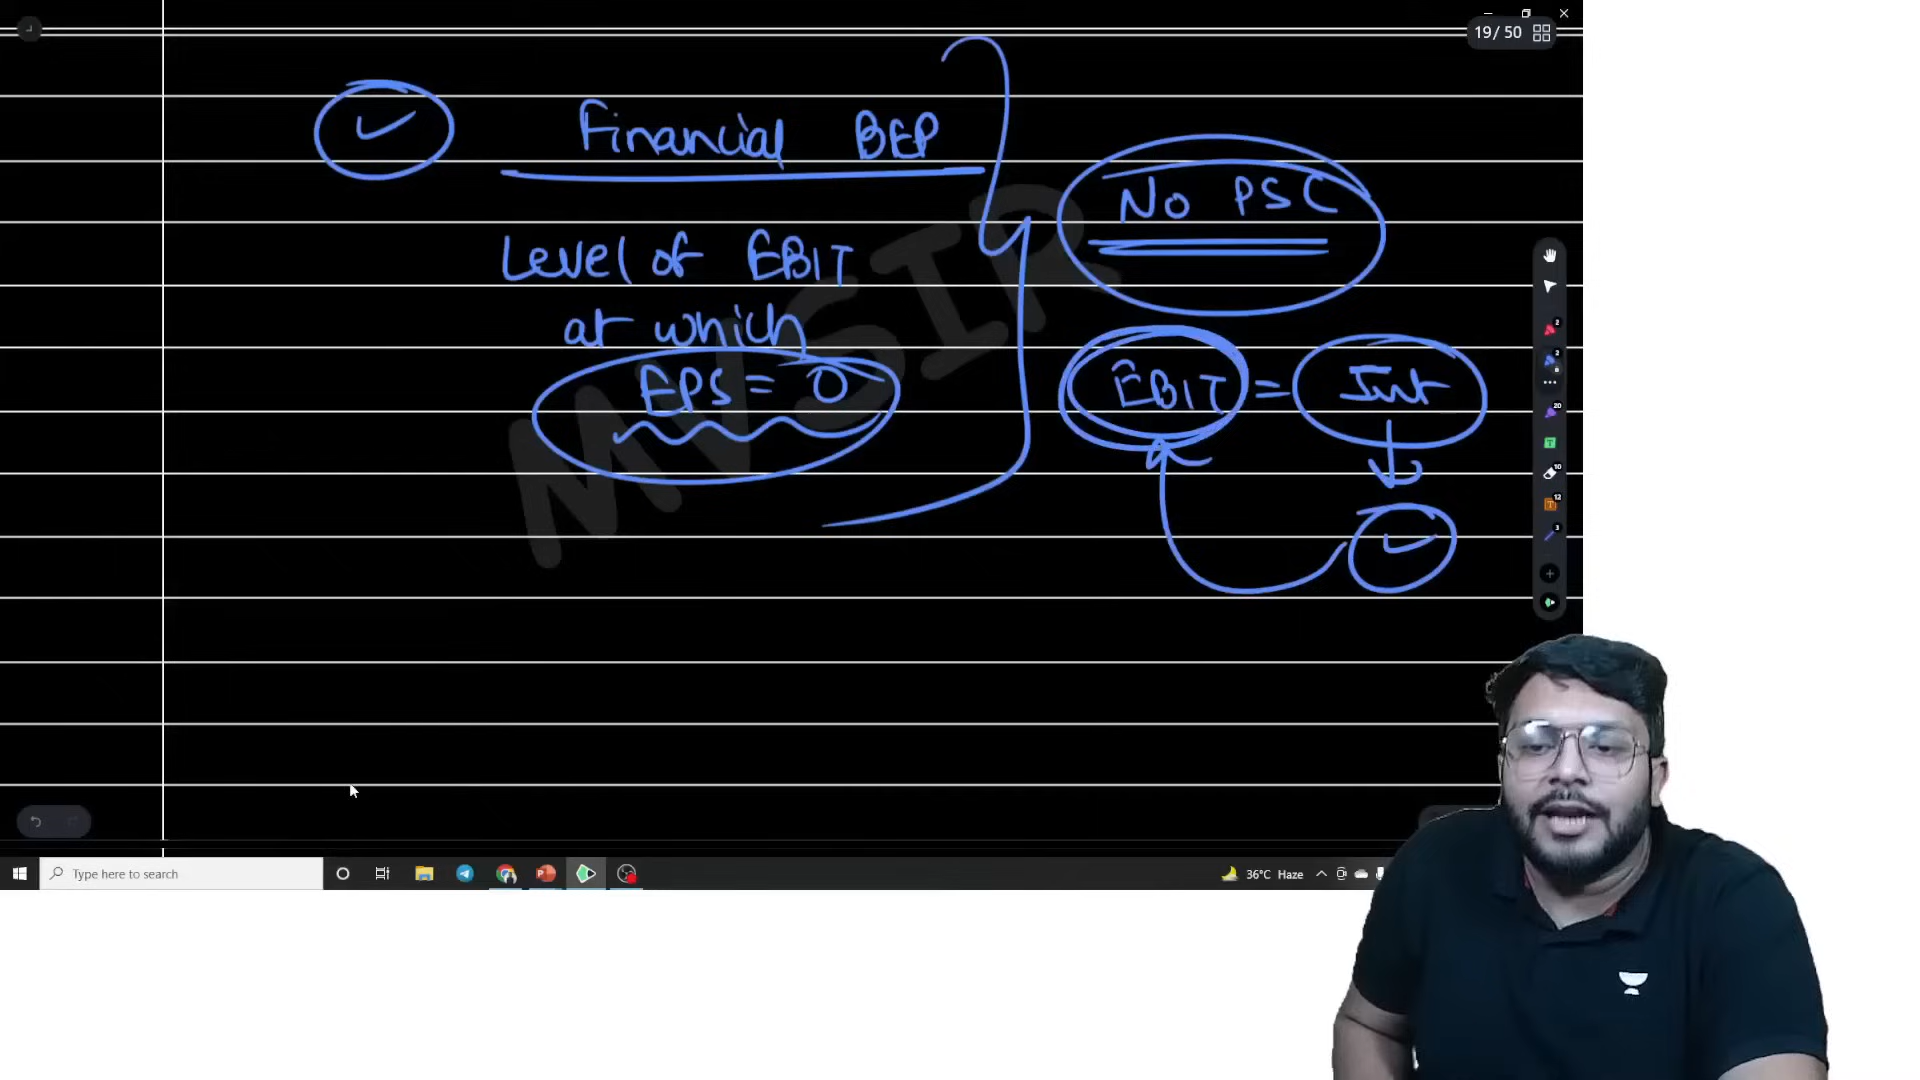 19/ 50
Financial BEP
No PSC
Level of EBIT
at which
EPS = 0
EBIT = Int
MVSIR
Type here to search
36°C Haze